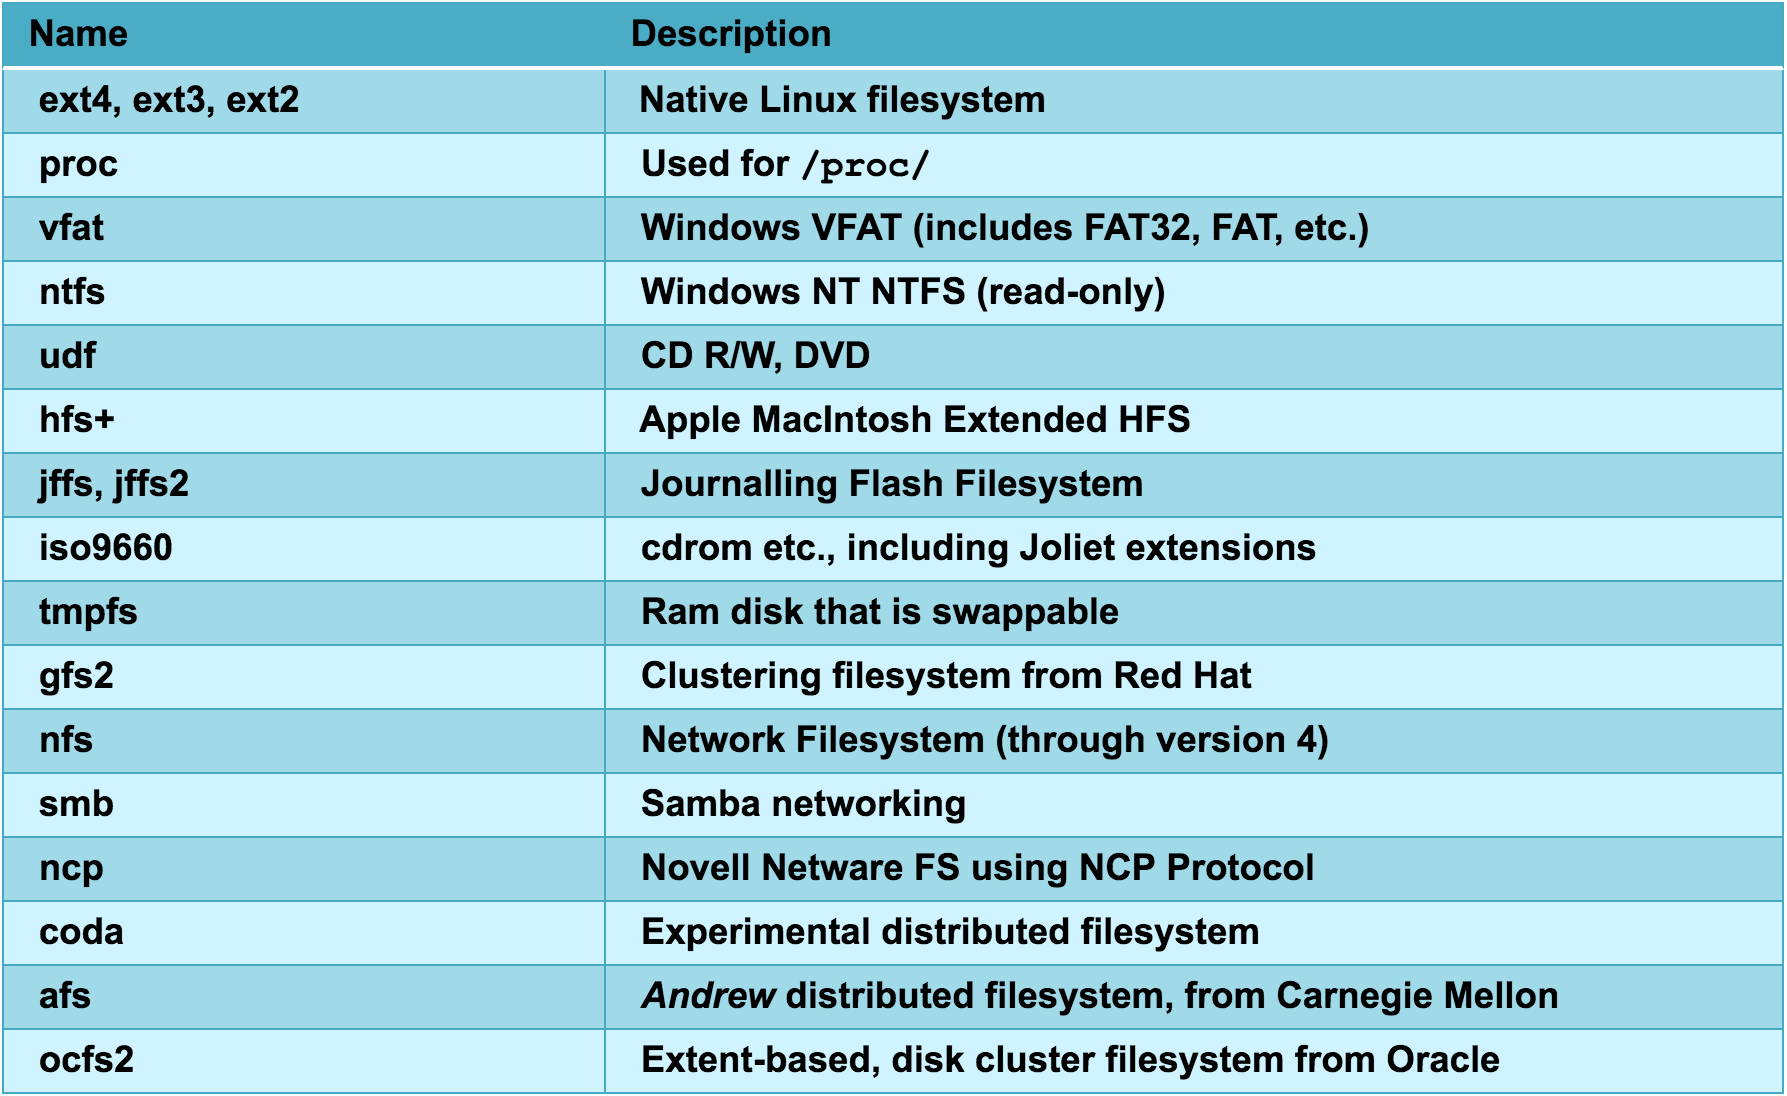 Name Description
ext4, ext3, ext2 Native Linux filesystem
proc Used for /proc/
vfat Windows VFAT (includes FAT32, FAT, etc.)
ntfs Windows NT NTFS (read-only)
udf CD R/W, DVD
hfs+ Apple MacIntosh Extended HFS
jffs, jffs2 Journalling Flash Filesystem
iso9660 cdrom etc., including Joliet extensions
tmpfs Ram disk that is swappable
gfs2 Clustering filesystem from Red Hat
nfs Network Filesystem (through version 4)
smb Samba networking
ncp Novell Netware FS using NCP Protocol
coda Experimental distributed filesystem
afs Andrew distributed filesystem, from Carnegie Mellon
ocfs2 Extent-based, disk cluster filesystem from Oracle